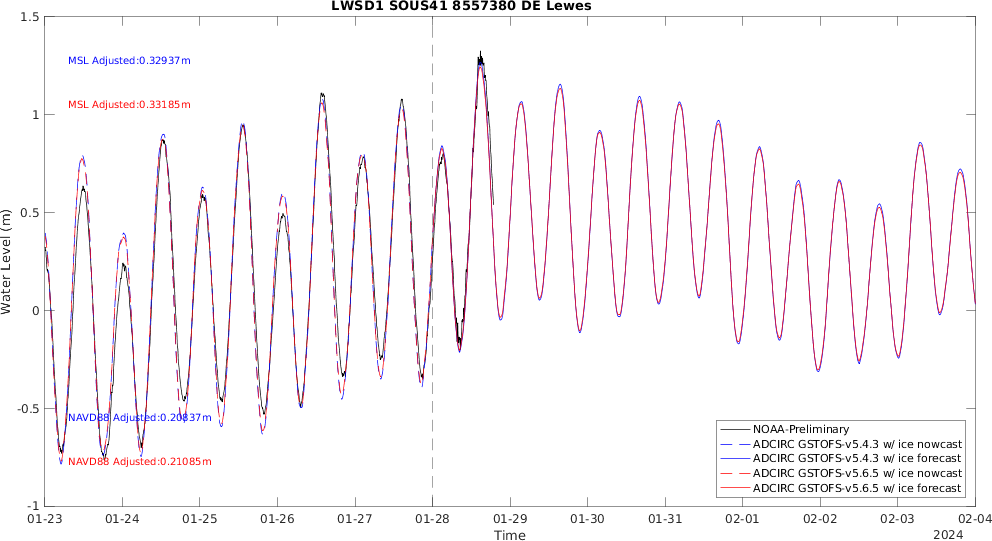 LWSD1 SOUS41 8557380 DE Lewes
1.5
MSL Adjusted:0.32937m
MSL Adjusted:0.33185m
1
0.5
Water Level (m)
0
-0.5
NAVD88 Adjusted:0.20837m
NAVD88 Adjusted:0.21085m
-1
NOAA-Preliminary
ADCIRC GSTOFS-v5.4.3 w/ ice nowcast
ADCIRC GSTOFS-v5.4.3 w/ ice forecast
ADCIRC GSTOFS-v5.6.5 w/ ice nowcast
ADCIRC GSTOFS-v5.6.5 w/ ice forecast
01-23 01-24 01-25 01-26 01-27 01-28 01-29 01-30 01-31 02-01 02-02 02-03 02-04
Time
2024